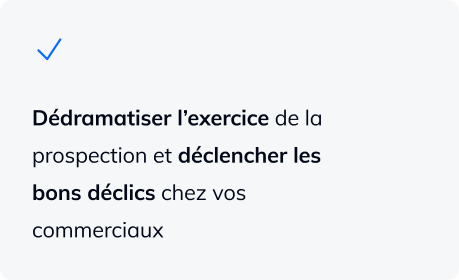 Dédramatiser l’exercice de la
prospection et déclencher les
bons déclics chez vos
commerciaux